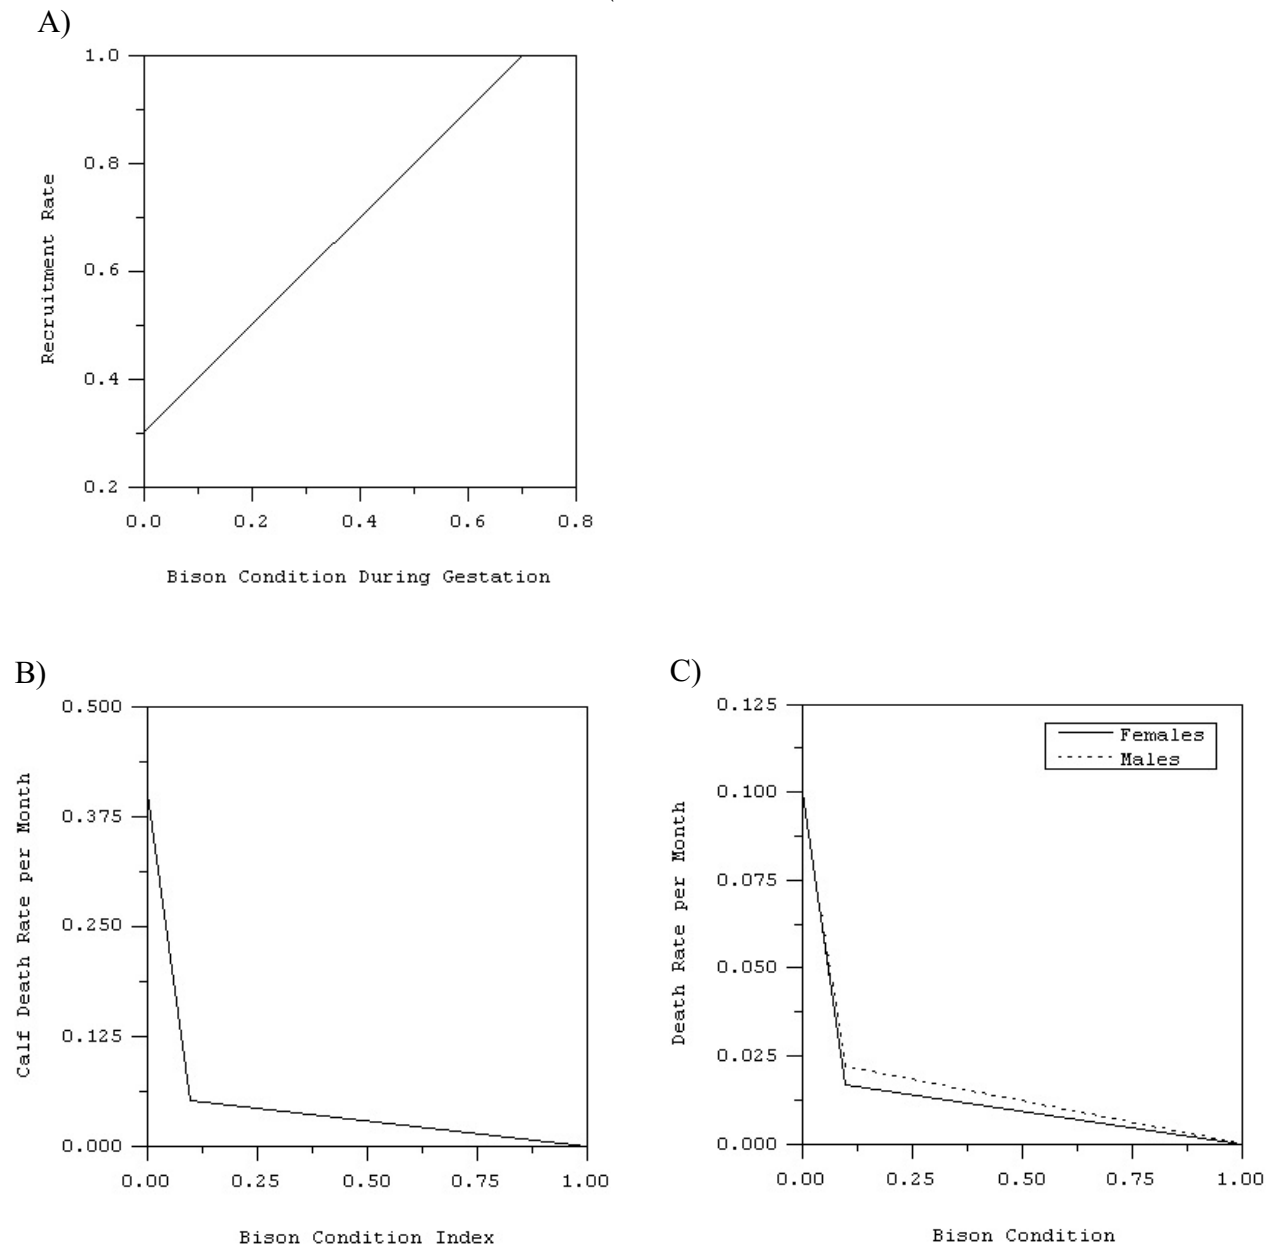 A)
1.0
0.8
0.6
0.4
0.2
Recruitment Rate
0.0 0.2 0.4 0.6 0.8
Bison Condition During Gestation
B)
0.500
0.375
0.250
0.125
0.000
Calf Death Rate per Month
0.00 0.25 0.50 0.75 1.00
Bison Condition Index
C)
0.125
0.100
0.075
0.050
0.025
0.000
Death Rate per Month
Females
Males
0.00 0.25 0.50 0.75 1.00
Bison Condition